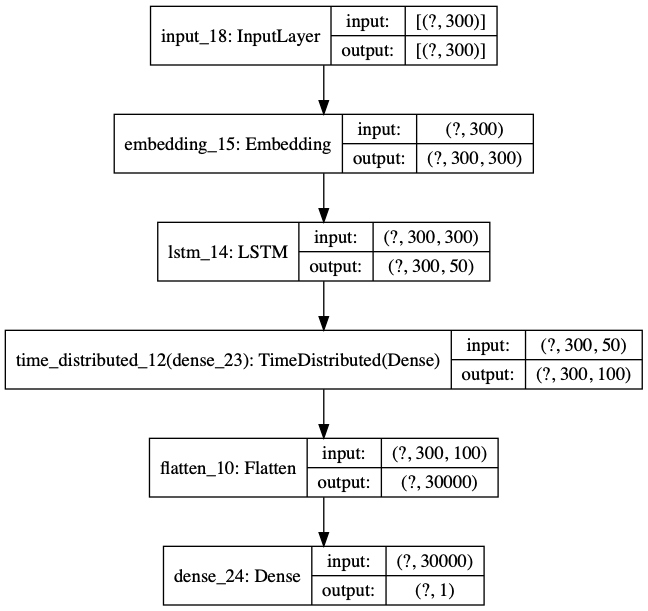 input_18: InputLayer
input: [(?, 300)]
output: [(?, 300)]
embedding_15: Embedding
input: (?, 300)
output: (?, 300, 300)
lstm_14: LSTM
input: (?, 300, 300)
output: (?, 300, 50)
time_distributed_12(dense_23): TimeDistributed(Dense)
input: (?, 300, 50)
output: (?, 300, 100)
flatten_10: Flatten
input: (?, 300, 100)
output: (?, 30000)
dense_24: Dense
input: (?, 30000)
output: (?, 1)